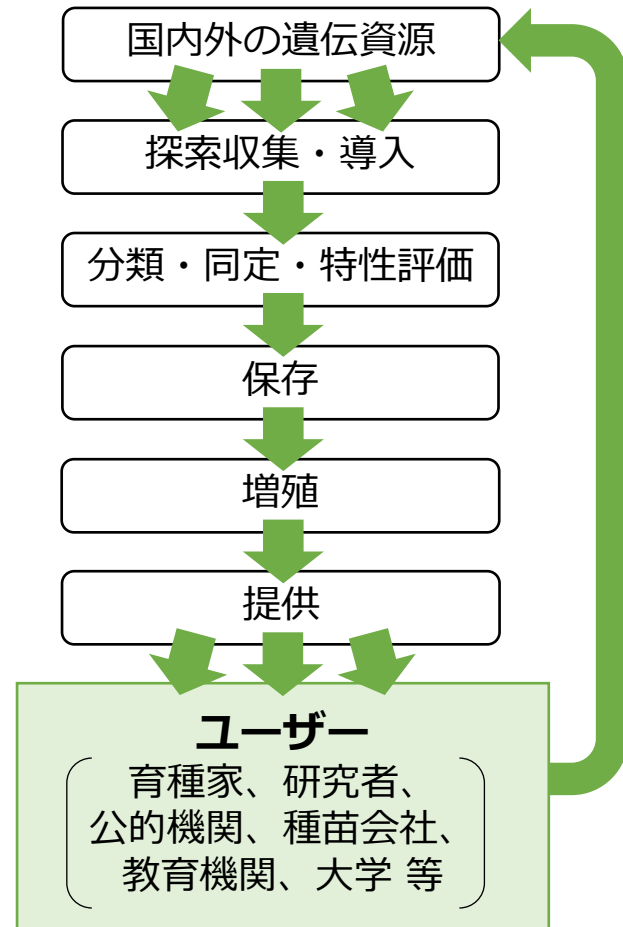 国内外の遺伝資源
探索収集・導入
分類・同定・特性評価
保存
増殖
提供
ユーザー
育種家、研究者、
公的機関、種苗会社、
教育機関、大学 等